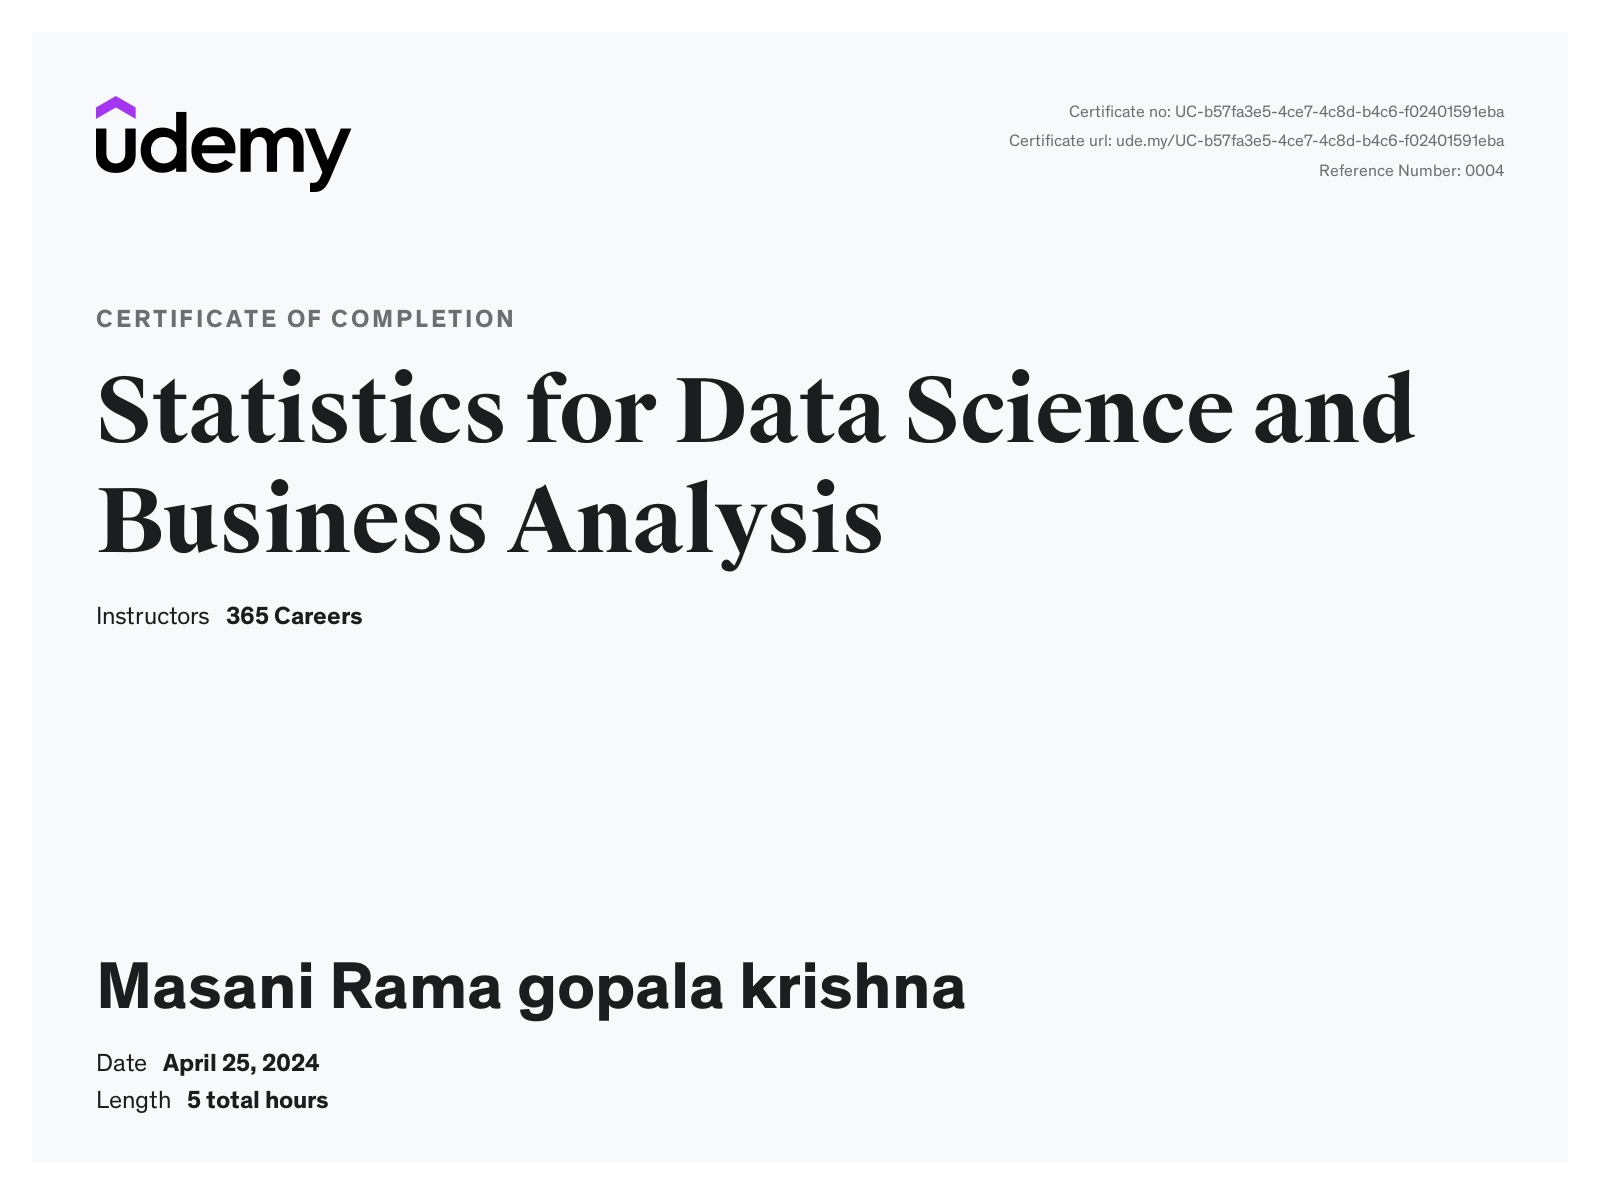 udemy
Certificate no: UC-b57fa3e5-4ce7-4c8d-b4c6-f02401591eba
Certificate url: ude.my/UC-b57fa3e5-4ce7-4c8d-b4c6-f02401591eba
Reference Number: 0004
CERTIFICATE OF COMPLETION
Statistics for Data Science and
Business Analysis
Instructors 365 Careers
Masani Rama gopala krishna
Date April 25, 2024
Length 5 total hours